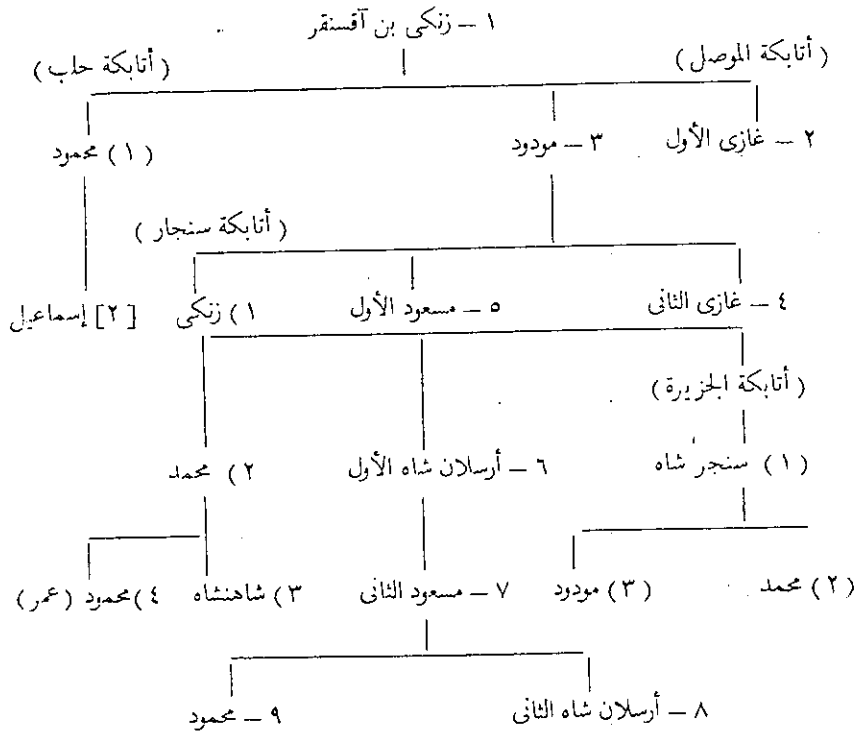 ١ – زنكى بن آقسنقر
( أتابكة الموصل ) ( أتابكة حلب )
٢ – غازى الأول ٣ – مودود ( ١ ) محمود
( أتابكة سنجار )
٤ – غازى الثانى ٥ – مسعود الأول ١ ) زنكى [ ٢ ] إسماعيل
( أتابكة الجزيرة )
( ١ ) سنجر شاه ٦ – أرسلان شاه الأول ٢ ) محمد
( ٢ ) محمد ( ٣ ) مودود ٧ – مسعود الثانى ٣ ) شاهنشاه ٤ ) محمود ( عمر )
٨ – أرسلان شاه الثانى ٩ – محمود